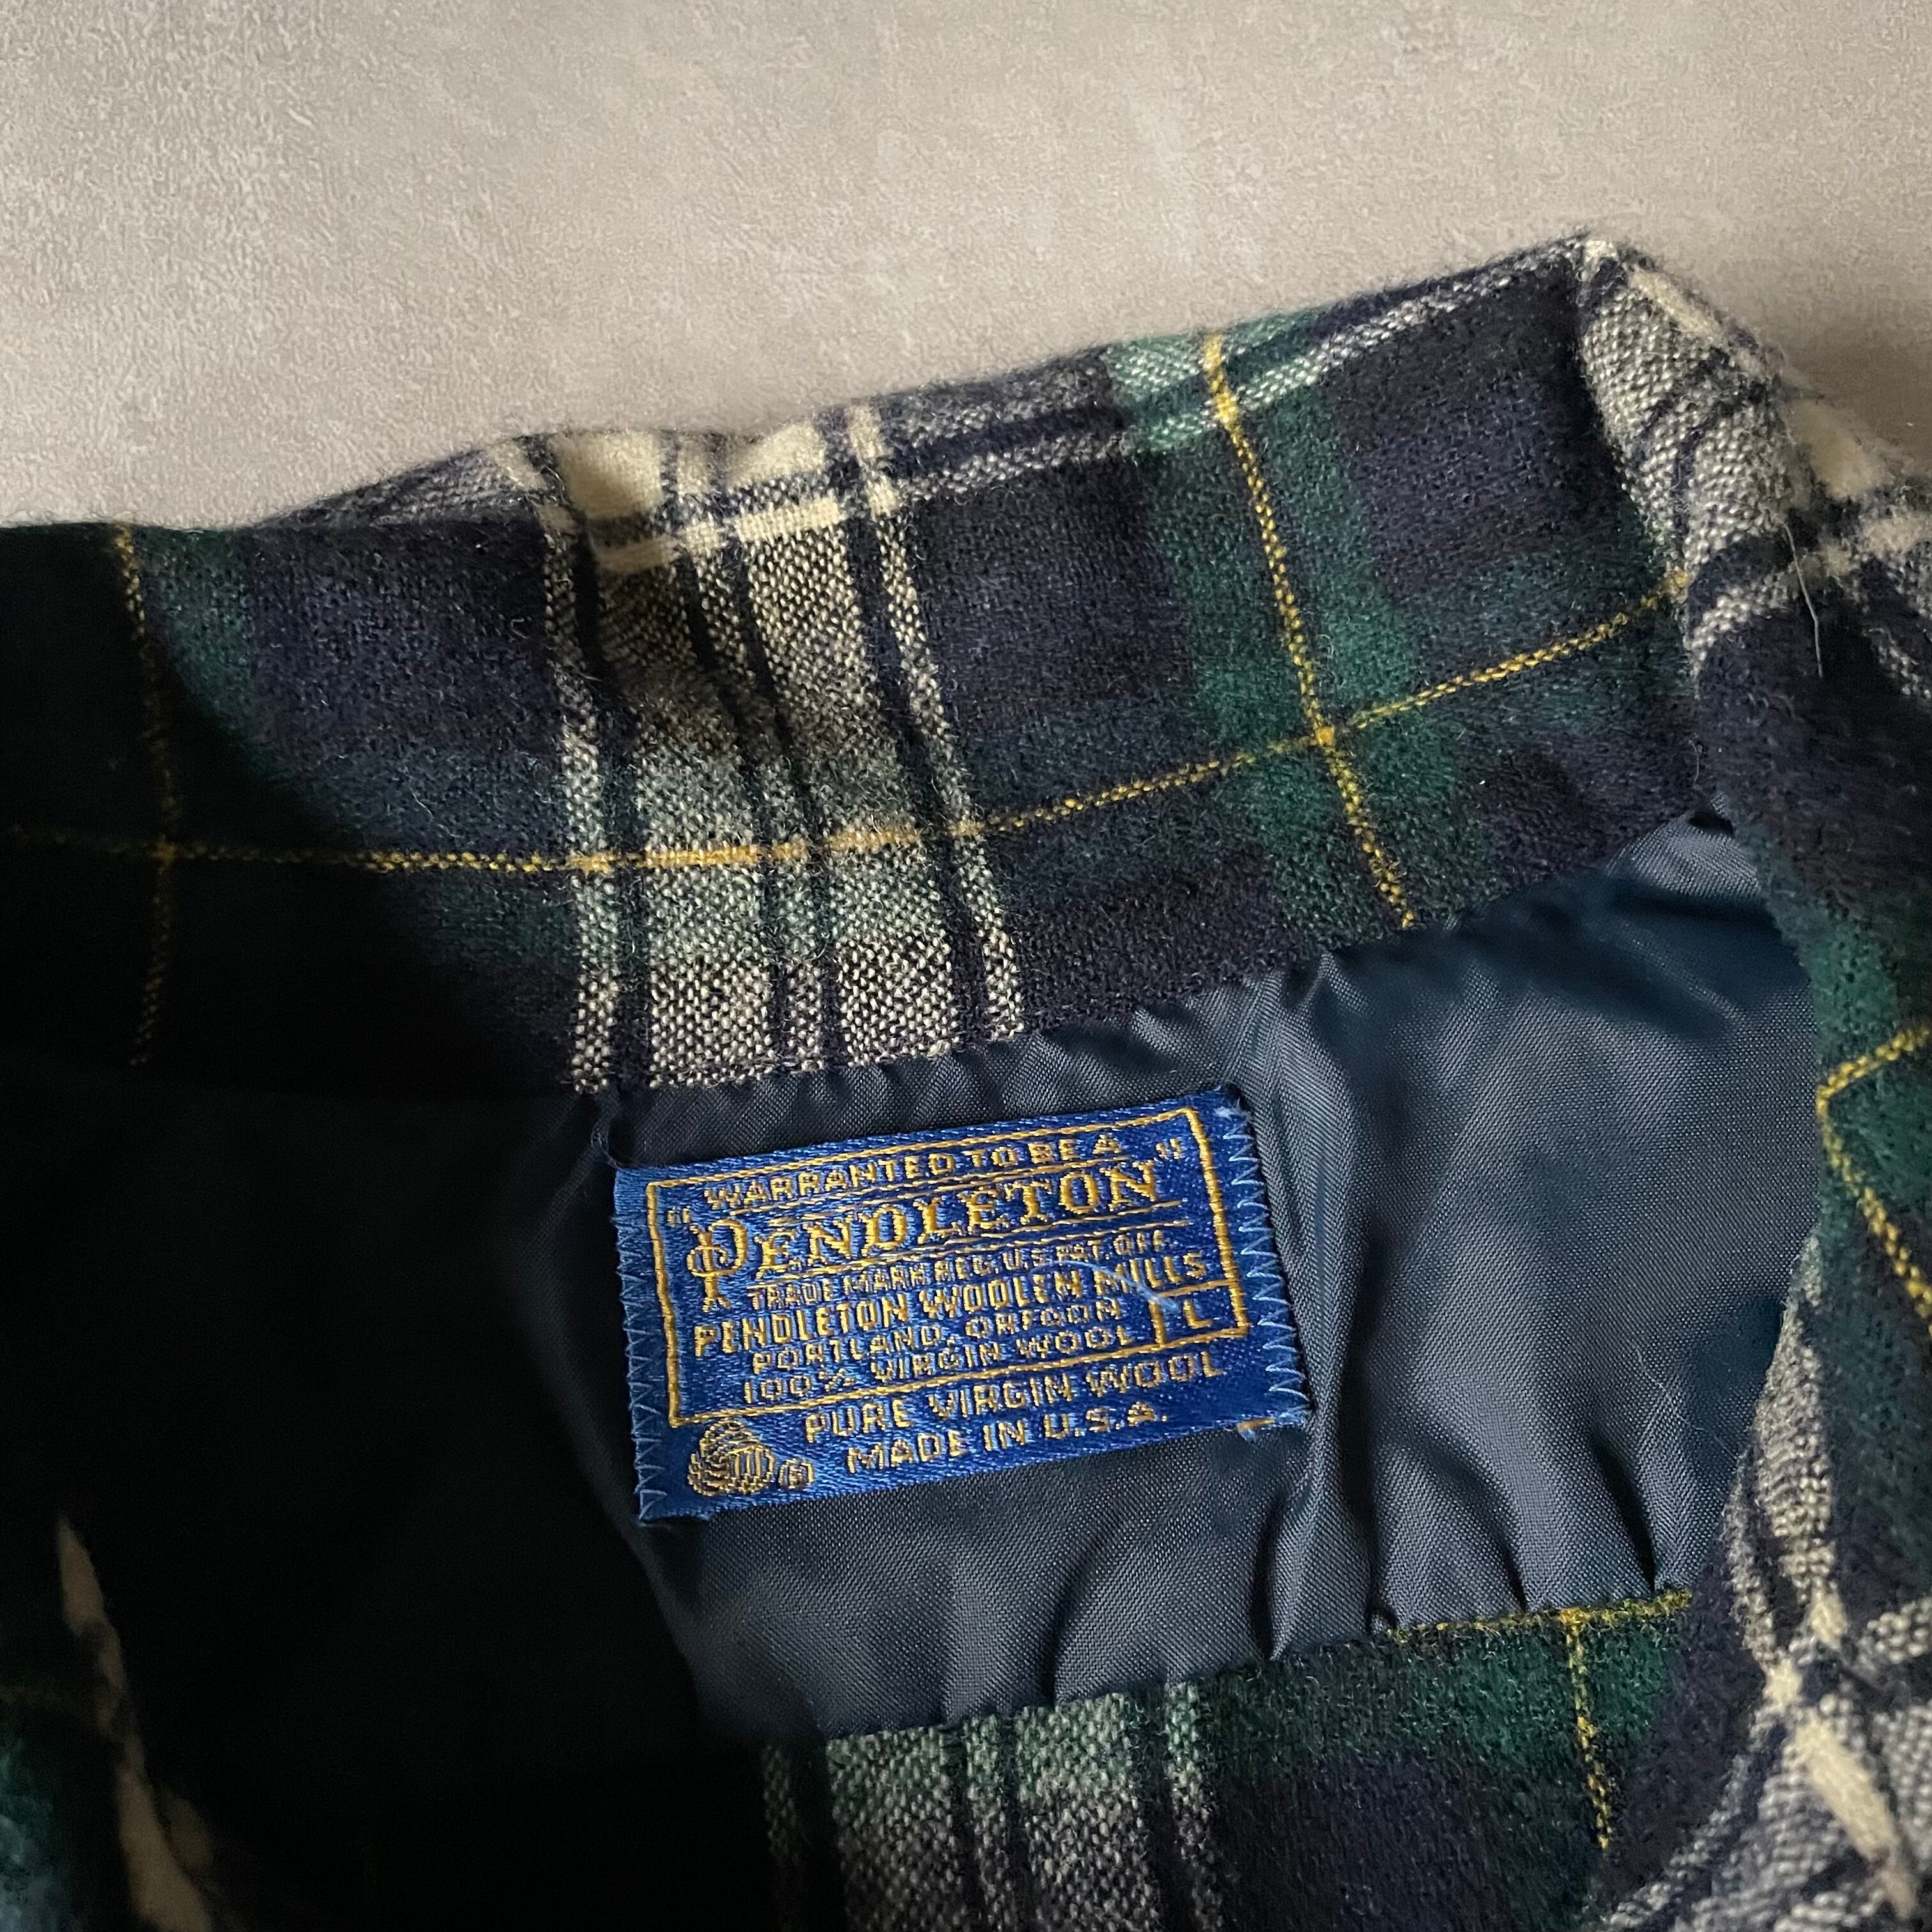 WARRANTED TO BE A
"PENDLETON"
TRADE MARK REG. U.S. PAT. OFF.
PENDLETON WOOLEN MILLS
PORTLAND, OREGON
100% VIRGIN WOOL L
PURE VIRGIN WOOL
® MADE IN U.S.A.